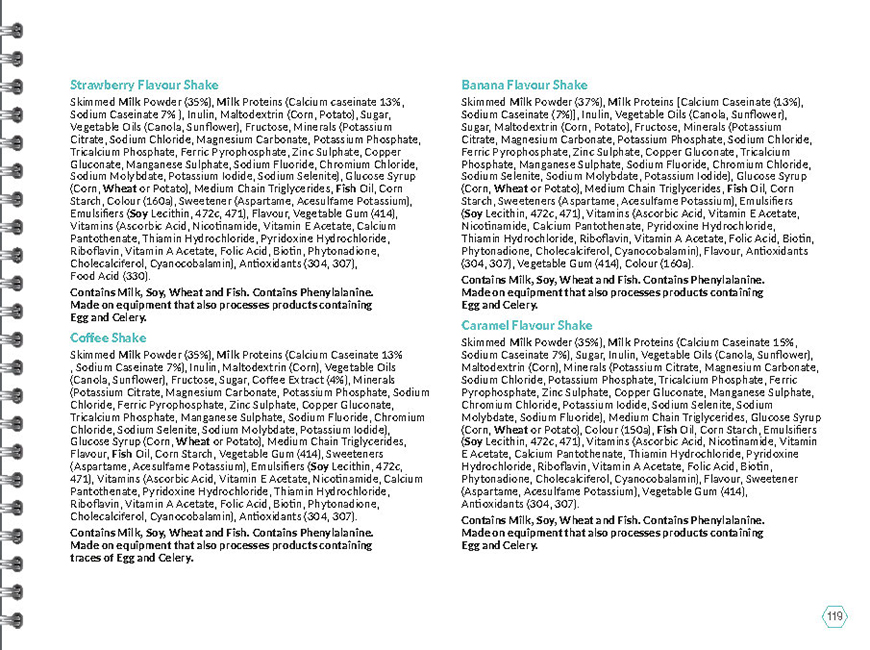 Strawberry Flavour Shake
Skimmed Milk Powder (35%), Milk Proteins (Calcium caseinate 13%,
Sodium Caseinate 7% ), Inulin, Maltodextrin (Corn, Potato), Sugar,
Vegetable Oils (Canola, Sunflower), Fructose, Minerals (Potassium
Citrate, Sodium Chloride, Magnesium Carbonate, Potassium Phosphate,
Tricalcium Phosphate, Ferric Pyrophosphate, Zinc Sulphate, Copper
Gluconate, Manganese Sulphate, Sodium Fluoride, Chromium Chloride,
Sodium Molybdate, Potassium Iodide, Sodium Selenite), Glucose Syrup
(Corn, Wheat or Potato), Medium Chain Triglycerides, Fish Oil, Corn
Starch, Colour (160a), Sweetener (Aspartame, Acesulfame Potassium),
Emulsifiers (Soy Lecithin, 472c, 471), Flavour, Vegetable Gum (414),
Vitamins (Ascorbic Acid, Nicotinamide, Vitamin E Acetate, Calcium
Pantothenate, Thiamin Hydrochloride, Pyridoxine Hydrochloride,
Riboflavin, Vitamin A Acetate, Folic Acid, Biotin, Phytonadione,
Cholecalciferol, Cyanocobalamin), Antioxidants (304, 307),
Food Acid (330).
Contains Milk, Soy, Wheat and Fish. Contains Phenylalanine.
Made on equipment that also processes products containing
Egg and Celery.
Coffee Shake
Skimmed Milk Powder (35%), Milk Proteins (Calcium Caseinate 13%
, Sodium Caseinate 7%), Inulin, Maltodextrin (Corn), Vegetable Oils
(Canola, Sunflower), Fructose, Sugar, Coffee Extract (4%), Minerals
(Potassium Citrate, Magnesium Carbonate, Potassium Phosphate, Sodium
Chloride, Ferric Pyrophosphate, Zinc Sulphate, Copper Gluconate,
Tricalcium Phosphate, Manganese Sulphate, Sodium Fluoride, Chromium
Chloride, Sodium Selenite, Sodium Molybdate, Potassium Iodide),
Glucose Syrup (Corn, Wheat or Potato), Medium Chain Triglycerides,
Flavour, Fish Oil, Corn Starch, Vegetable Gum (414), Sweeteners
(Aspartame, Acesulfame Potassium), Emulsifiers (Soy Lecithin, 472c,
471), Vitamins (Ascorbic Acid, Vitamin E Acetate, Nicotinamide, Calcium
Pantothenate, Pyridoxine Hydrochloride, Thiamin Hydrochloride,
Riboflavin, Vitamin A Acetate, Folic Acid, Biotin, Phytonadione,
Cholecalciferol, Cyanocobalamin), Antioxidants (304, 307).
Contains Milk, Soy, Wheat and Fish. Contains Phenylalanine.
Made on equipment that also processes products containing
traces of Egg and Celery.
Banana Flavour Shake
Skimmed Milk Powder (37%), Milk Proteins [Calcium Caseinate (13%),
Sodium Caseinate (7%)], Inulin, Vegetable Oils (Canola, Sunflower),
Sugar, Maltodextrin (Corn, Potato), Fructose, Minerals (Potassium
Citrate, Magnesium Carbonate, Potassium Phosphate, Sodium Chloride,
Ferric Pyrophosphate, Zinc Sulphate, Copper Gluconate, Tricalcium
Phosphate, Manganese Sulphate, Sodium Fluoride, Chromium Chloride,
Sodium Selenite, Sodium Molybdate, Potassium Iodide), Glucose Syrup
(Corn, Wheat or Potato), Medium Chain Triglycerides, Fish Oil, Corn
Starch, Sweeteners (Aspartame, Acesulfame Potassium), Emulsifiers
(Soy Lecithin, 472c, 471), Vitamins (Ascorbic Acid, Vitamin E Acetate,
Nicotinamide, Calcium Pantothenate, Pyridoxine Hydrochloride,
Thiamin Hydrochloride, Riboflavin, Vitamin A Acetate, Folic Acid, Biotin,
Phytonadione, Cholecalciferol, Cyanocobalamin), Flavour, Antioxidants
(304, 307), Vegetable Gum (414), Colour (160a).
Contains Milk, Soy, Wheat and Fish. Contains Phenylalanine.
Made on equipment that also processes products containing
Egg and Celery.
Caramel Flavour Shake
Skimmed Milk Powder (35%), Milk Proteins (Calcium Caseinate 15%,
Sodium Caseinate 7%), Sugar, Inulin, Vegetable Oils (Canola, Sunflower),
Maltodextrin (Corn), Minerals (Potassium Citrate, Magnesium Carbonate,
Sodium Chloride, Potassium Phosphate, Tricalcium Phosphate, Ferric
Pyrophosphate, Zinc Sulphate, Copper Gluconate, Manganese Sulphate,
Chromium Chloride, Potassium Iodide, Sodium Selenite, Sodium
Molybdate, Sodium Fluoride), Medium Chain Triglycerides, Glucose Syrup
(Corn, Wheat or Potato), Colour (150a), Fish Oil, Corn Starch, Emulsifiers
(Soy Lecithin, 472c, 471), Vitamins (Ascorbic Acid, Nicotinamide, Vitamin
E Acetate, Calcium Pantothenate, Thiamin Hydrochloride, Pyridoxine
Hydrochloride, Riboflavin, Vitamin A Acetate, Folic Acid, Biotin,
Phytonadione, Cholecalciferol, Cyanocobalamin), Flavour, Sweetener
(Aspartame, Acesulfame Potassium), Vegetable Gum (414),
Antioxidants (304, 307).
Contains Milk, Soy, Wheat and Fish. Contains Phenylalanine.
Made on equipment that also processes products containing
Egg and Celery.
119